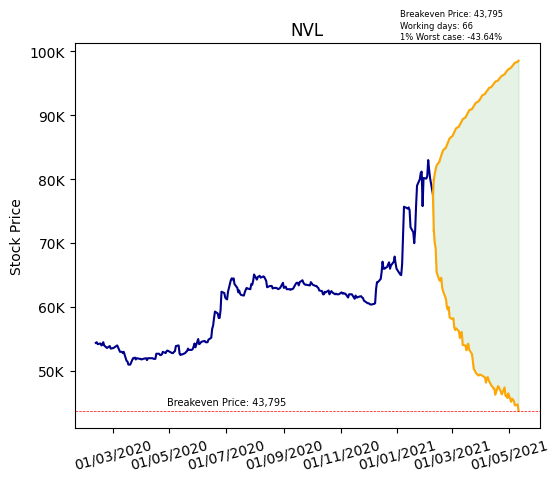 Breakeven Price: 43,795
Working days: 66
1% Worst case: -43.64%
NVL
Stock Price
100K
90K
80K
70K
60K
50K
Breakeven Price: 43,795
01/03/2020
01/05/2020
01/07/2020
01/09/2020
01/11/2020
01/01/2021
01/03/2021
01/05/2021